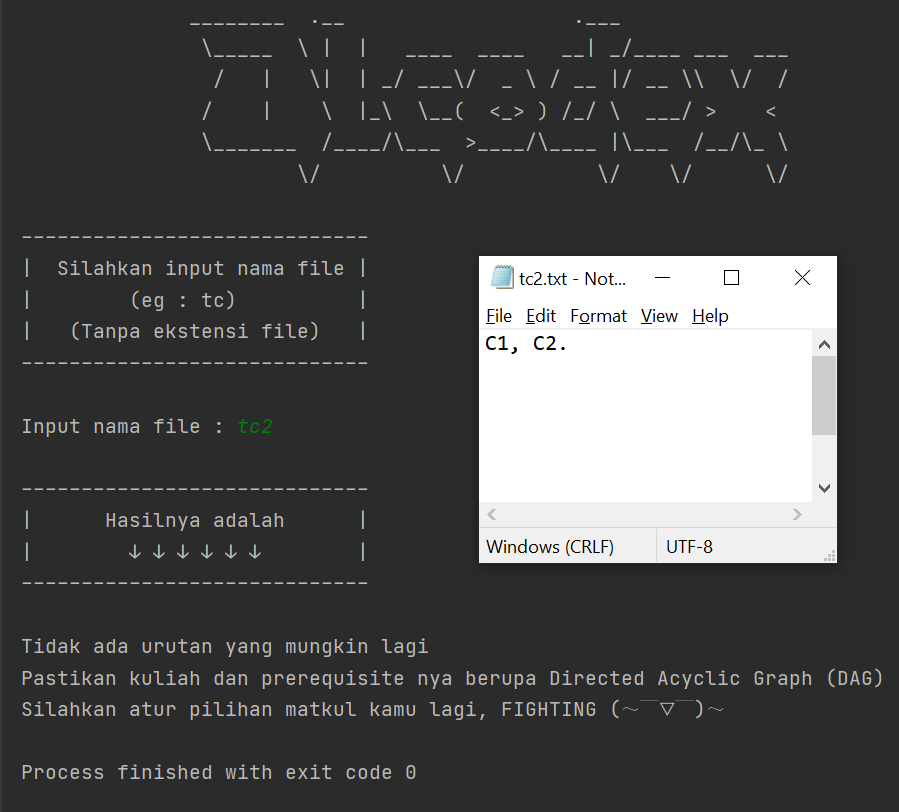 ________  .__                   .___
\_____  \ |  |   ____  ____   __| _/____ ___  ___
 /   |   \|  | _/ ___\/  _ \ / __ |/ __ \\  \/  /
/    |    \  |_\  \__(  <_> ) /_/ \  ___/ >    <
\_______  /____/\___  >____/\____ |\___  /__/\_ \
        \/          \/           \/    \/      \/
-----------------------------
|  Silahkan input nama file |
|        (eg : tc)          |
|   (Tanpa ekstensi file)   |
-----------------------------
Input nama file : tc2
-----------------------------
|      Hasilnya adalah      |
|        ↓ ↓ ↓ ↓ ↓ ↓        |
-----------------------------
Tidak ada urutan yang mungkin lagi
Pastikan kuliah dan prerequisite nya berupa Directed Acyclic Graph (DAG)
Silahkan atur pilihan matkul kamu lagi, FIGHTING (～￣▽￣)～
Process finished with exit code 0
tc2.txt - Not...
File Edit Format View Help
C1, C2.
Windows (CRLF) UTF-8